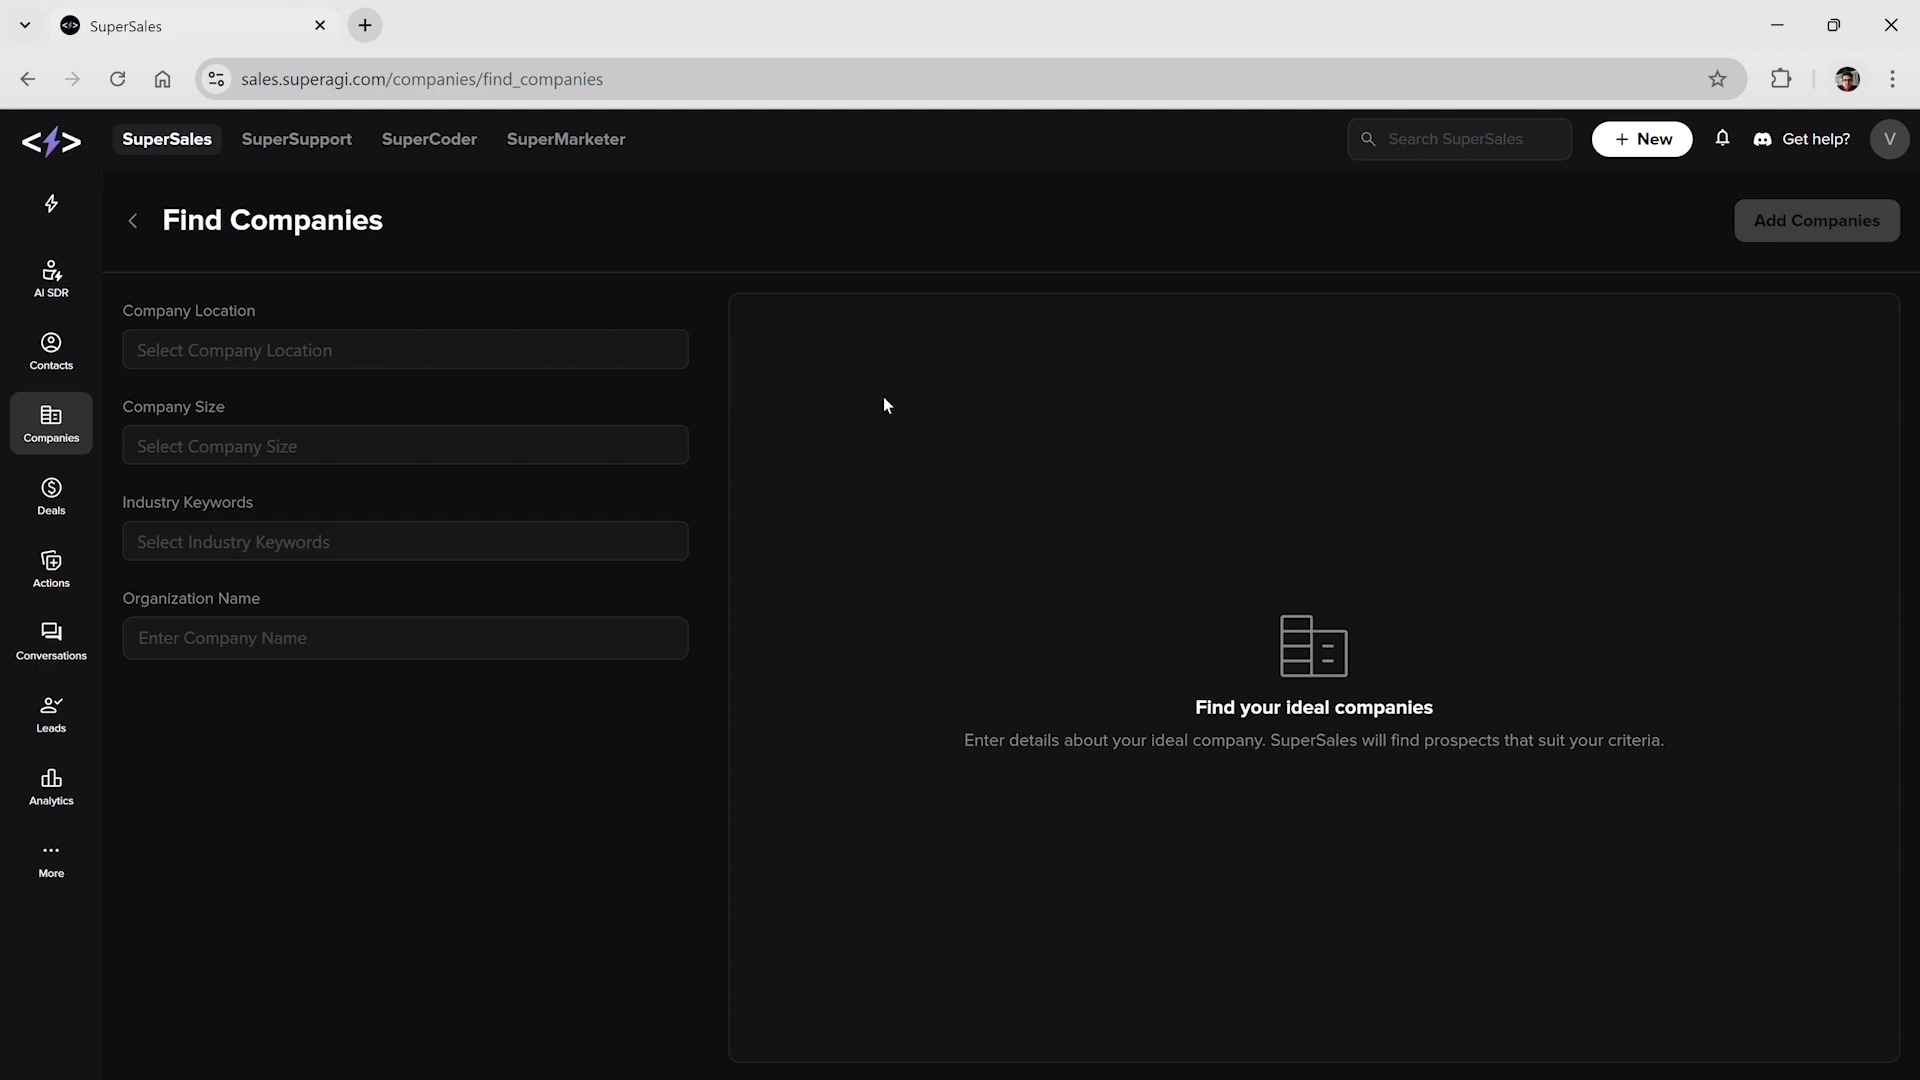 SuperSales
sales.superagi.com/companies/find_companies
SuperSales SuperSupport SuperCoder SuperMarketer
Search SuperSales
+ New
Get help?
V
Find Companies
Add Companies
AI SDR
Contacts
Companies
Deals
Actions
Conversations
Leads
Analytics
More
Company Location
Select Company Location
Company Size
Select Company Size
Industry Keywords
Select Industry Keywords
Organization Name
Enter Company Name
Find your ideal companies
Enter details about your ideal company. SuperSales will find prospects that suit your criteria.